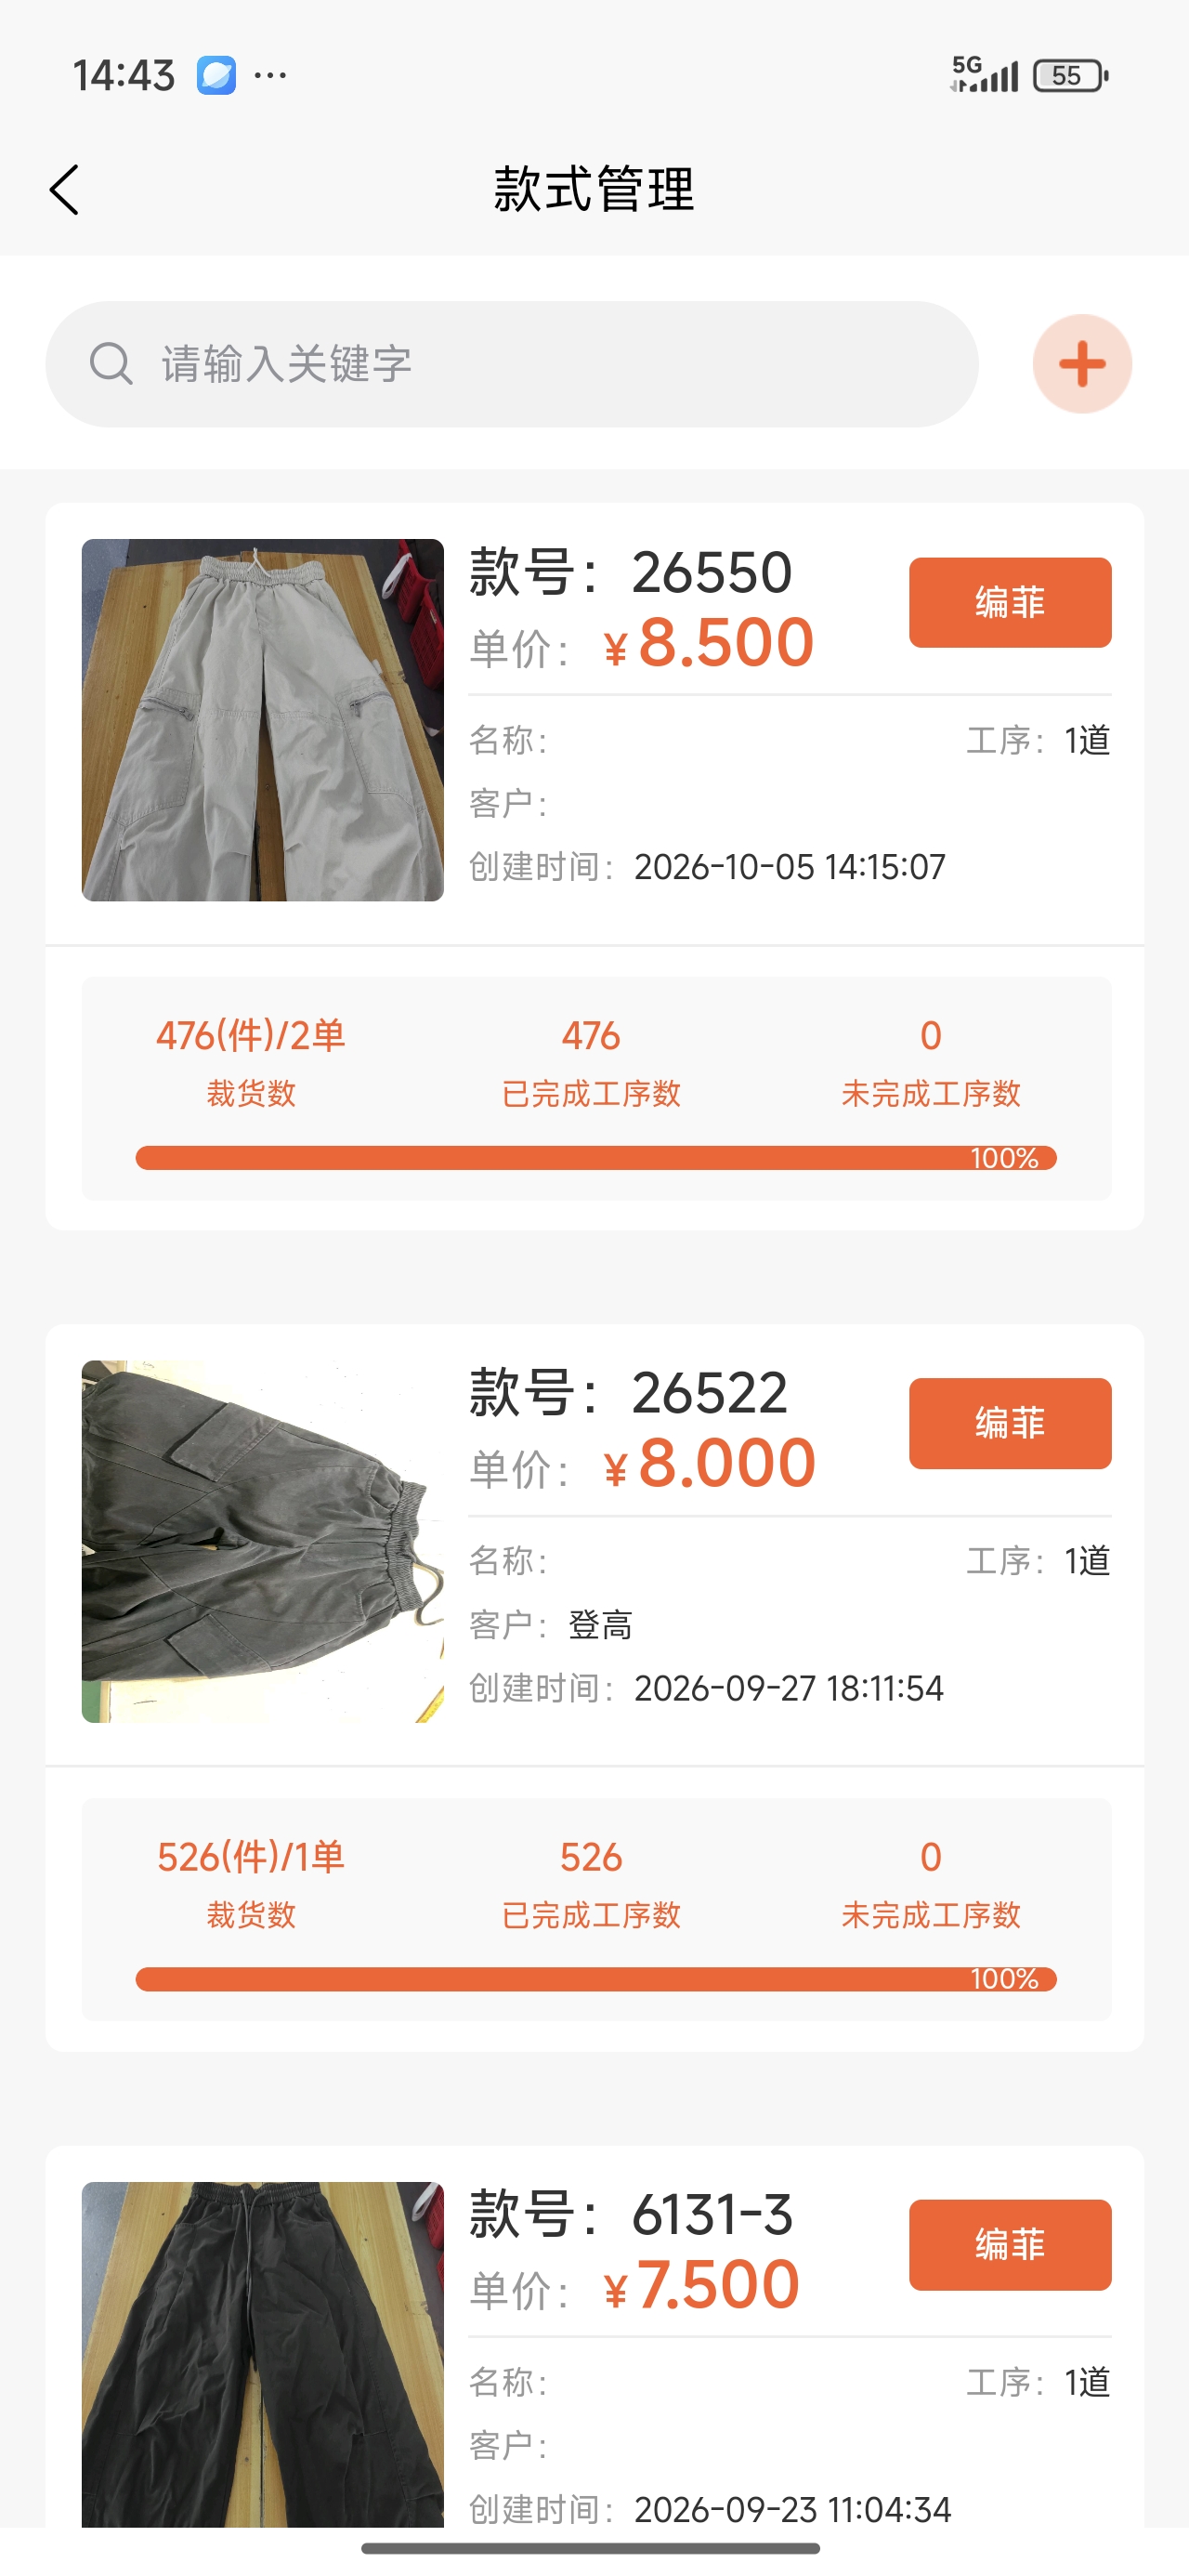 14:43 ... 5G 55
款式管理
请输入关键字
款号：26550
编菲
单价：¥8.500
名称： 工序：1道
客户：
创建时间：2026-10-05 14:15:07
476(件)/2单 476 0
裁货数 已完成工序数 未完成工序数
100%
款号：26522
编菲
单价：¥8.000
名称： 工序：1道
客户：登高
创建时间：2026-09-27 18:11:54
526(件)/1单 526 0
裁货数 已完成工序数 未完成工序数
100%
款号：6131-3
编菲
单价：¥7.500
名称： 工序：1道
客户：
创建时间：2026-09-23 11:04:34